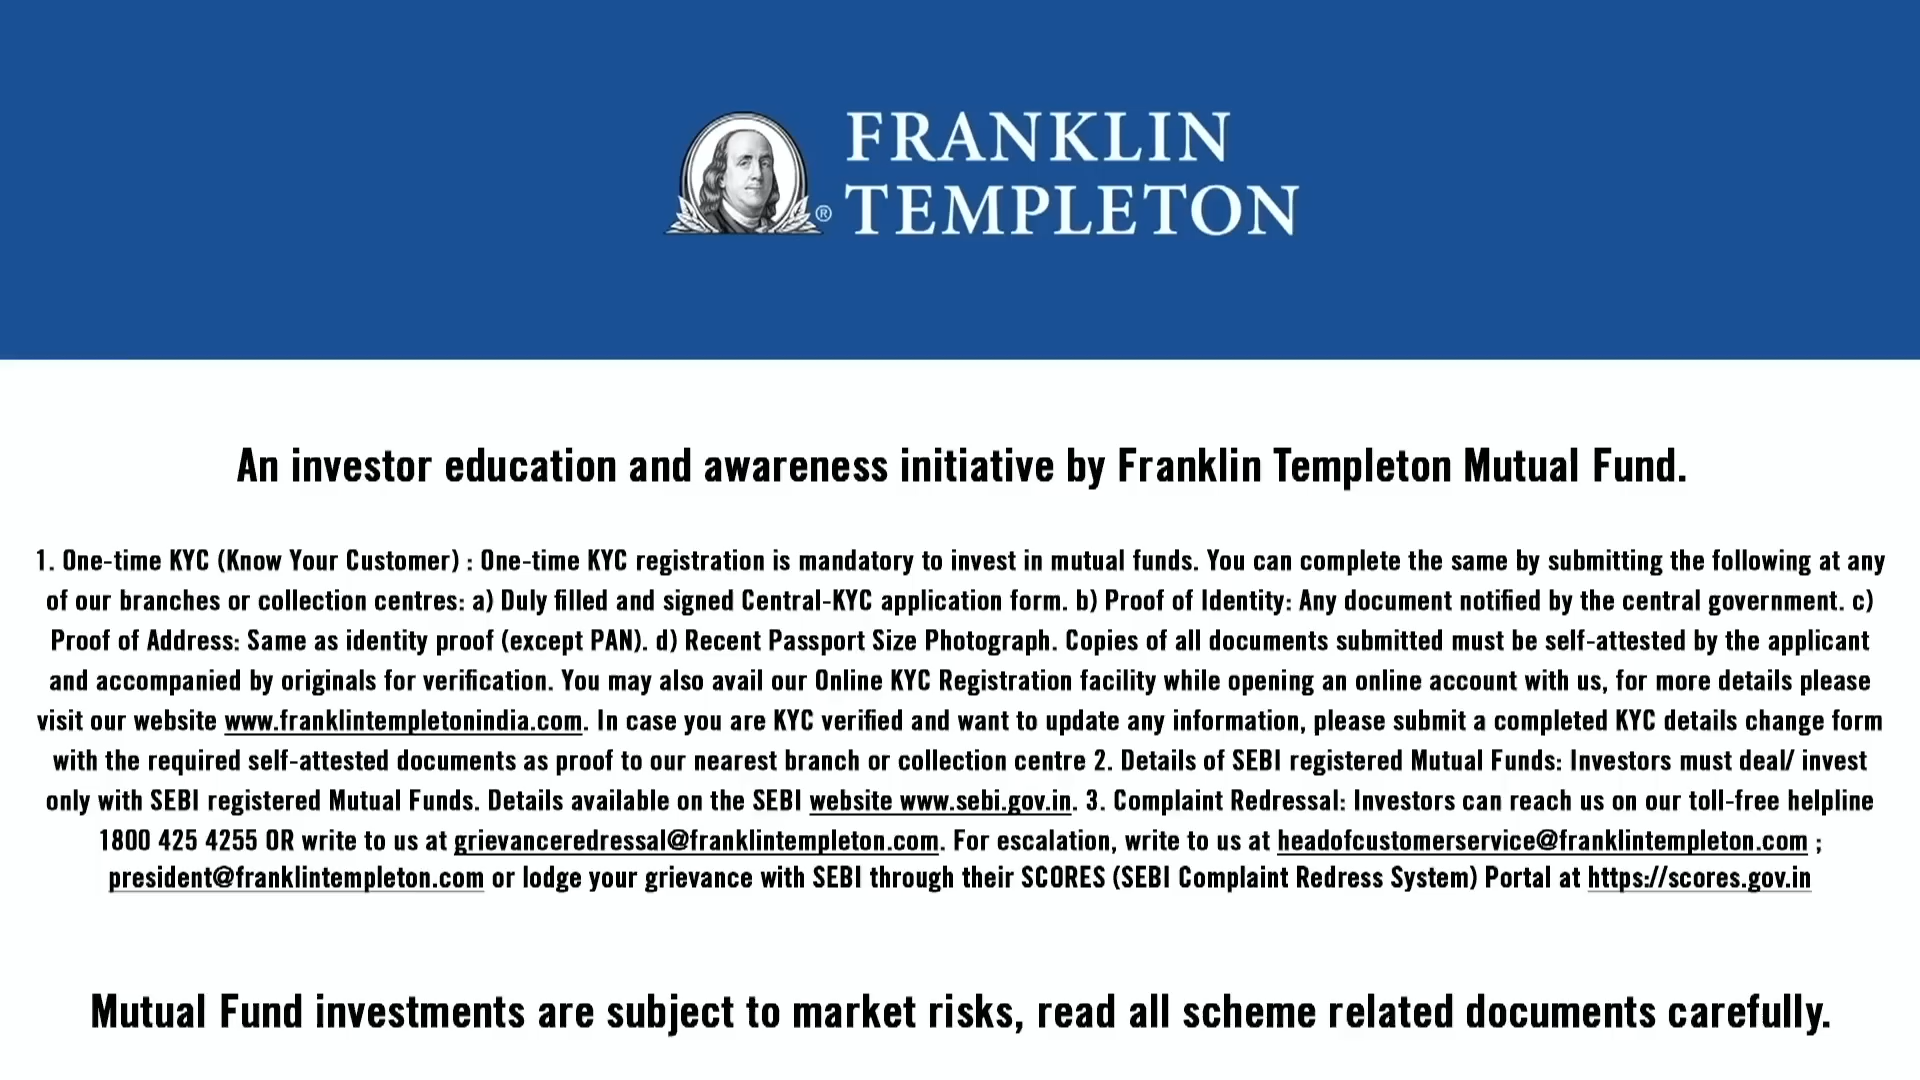 FRANKLIN
TEMPLETON
®
An investor education and awareness initiative by Franklin Templeton Mutual Fund.
1. One-time KYC (Know Your Customer) : One-time KYC registration is mandatory to invest in mutual funds. You can complete the same by submitting the following at any
of our branches or collection centres: a) Duly filled and signed Central-KYC application form. b) Proof of Identity: Any document notified by the central government. c)
Proof of Address: Same as identity proof (except PAN). d) Recent Passport Size Photograph. Copies of all documents submitted must be self-attested by the applicant
and accompanied by originals for verification. You may also avail our Online KYC Registration facility while opening an online account with us, for more details please
visit our website www.franklintempletonindia.com. In case you are KYC verified and want to update any information, please submit a completed KYC details change form
with the required self-attested documents as proof to our nearest branch or collection centre 2. Details of SEBI registered Mutual Funds: Investors must deal/ invest
only with SEBI registered Mutual Funds. Details available on the SEBI website www.sebi.gov.in. 3. Complaint Redressal: Investors can reach us on our toll-free helpline
1800 425 4255 OR write to us at grievanceredressal@franklintempleton.com. For escalation, write to us at headofcustomerservice@franklintempleton.com ;
president@franklintempleton.com or lodge your grievance with SEBI through their SCORES (SEBI Complaint Redress System) Portal at https://scores.gov.in
Mutual Fund investments are subject to market risks, read all scheme related documents carefully.